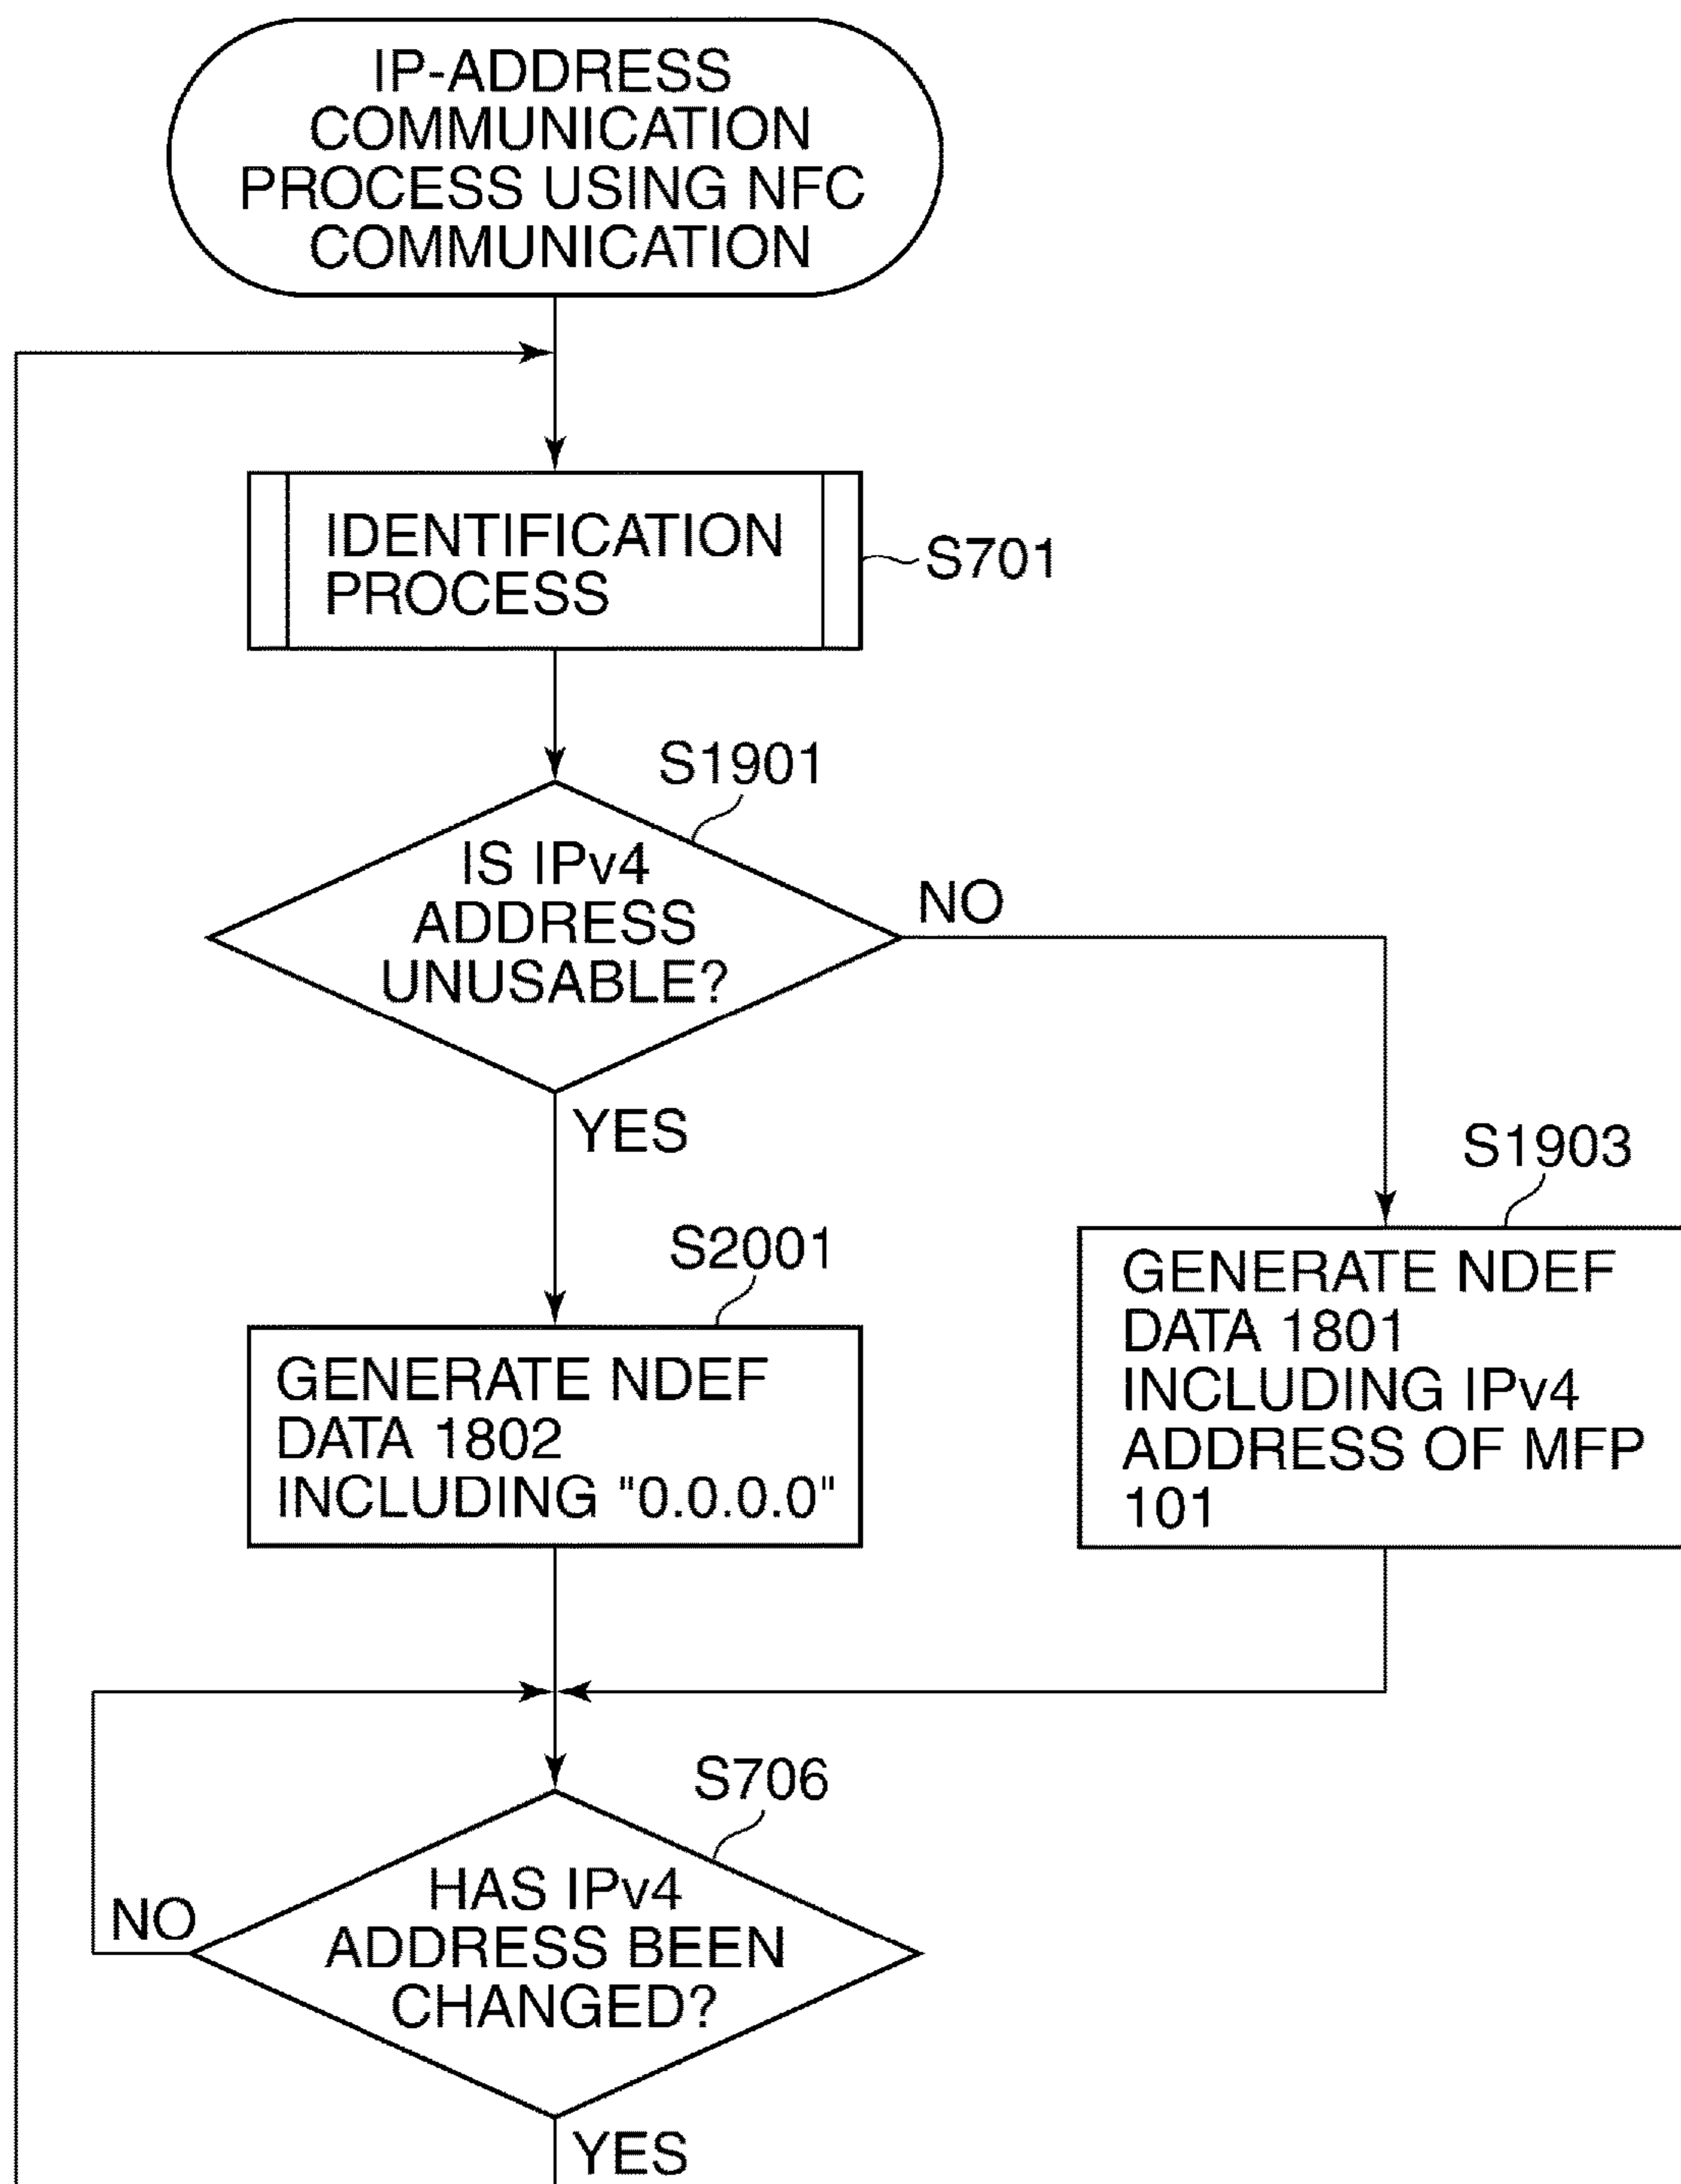 IP-ADDRESS
COMMUNICATION
PROCESS USING NFC
COMMUNICATION
IDENTIFICATION
PROCESS
S701
S1901
IS IPv4
ADDRESS
UNUSABLE?
NO
YES
S1903
GENERATE NDEF
DATA 1801
INCLUDING IPv4
ADDRESS OF MFP
101
S2001
GENERATE NDEF
DATA 1802
INCLUDING "0.0.0.0"
S706
HAS IPv4
ADDRESS BEEN
CHANGED?
NO
YES